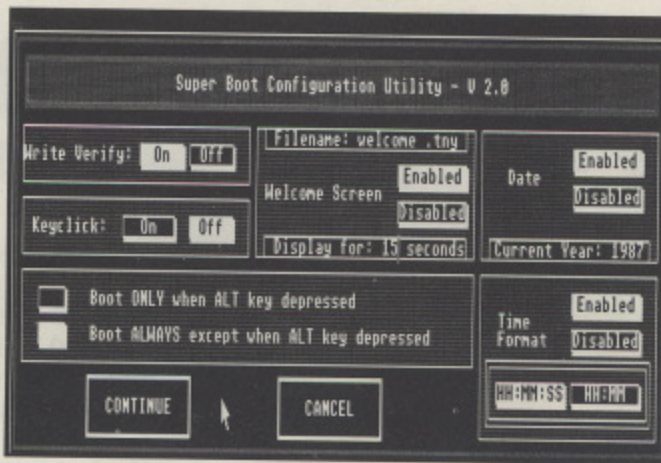 Super Boot Configuration Utility - V 2.0
Write Verify: On Off
Keyclick: On Off
Filename: welcome .tny
Welcome Screen
Enabled
Disabled
Display for: 15 seconds
Date
Enabled
Disabled
Current Year: 1987
Boot ONLY when ALT key depressed
Boot ALWAYS except when ALT key depressed
Time
Format
Enabled
Disabled
HH:MM:SS HH:MM
CONTINUE
CANCEL